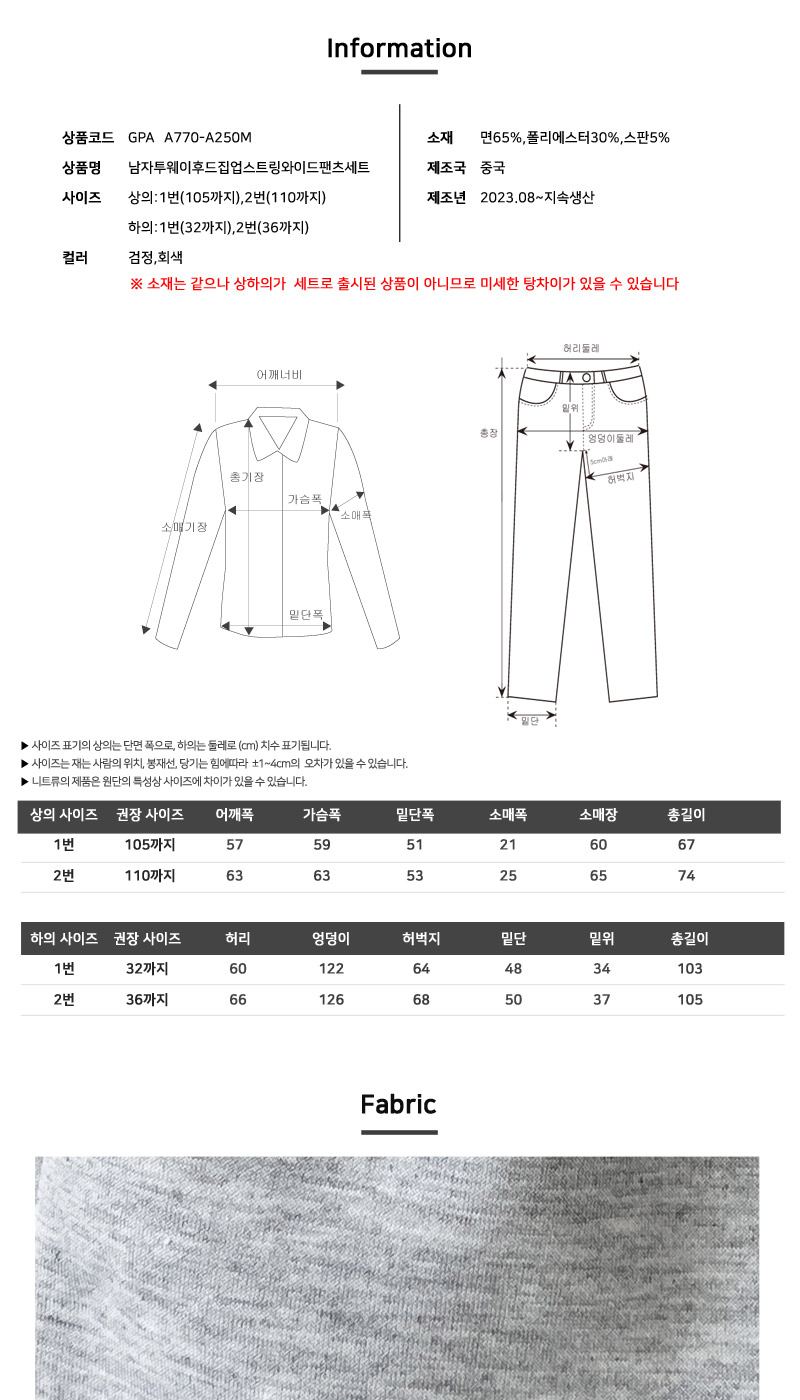 Information
상품코드 GPA A770-A250M
상품명 남자투웨이후드집업스트링와이드팬츠세트
사이즈 상의:1번(105까지),2번(110까지)
하의:1번(32까지),2번(36까지)
컬러 검정,회색
소재 면65%,폴리에스터30%,스판5%
제조국 중국
제조년 2023.08~지속생산
※ 소재는 같으나 상하의가 세트로 출시된 상품이 아니므로 미세한 탕차이가 있을 수 있습니다
어깨너비
총기장
가슴폭
소매기장
소매폭
밑단폭
허리둘레
밑위
총장
엉덩이둘레
5cm아래
허벅지
밑단
▶ 사이즈 표기의 상의는 단면 폭으로, 하의는 둘레로 (cm) 치수 표기됩니다.
▶ 사이즈는 재는 사람의 위치, 봉재선, 당기는 힘에따라 ±1~4cm의 오차가 있을 수 있습니다.
▶ 니트류의 제품은 원단의 특성상 사이즈에 차이가 있을 수 있습니다.
상의 사이즈 권장 사이즈 어깨폭 가슴폭 밑단폭 소매폭 소매장 총길이
1번 105까지 57 59 51 21 60 67
2번 110까지 63 63 53 25 65 74
하의 사이즈 권장 사이즈 허리 엉덩이 허벅지 밑단 밑위 총길이
1번 32까지 60 122 64 48 34 103
2번 36까지 66 126 68 50 37 105
Fabric